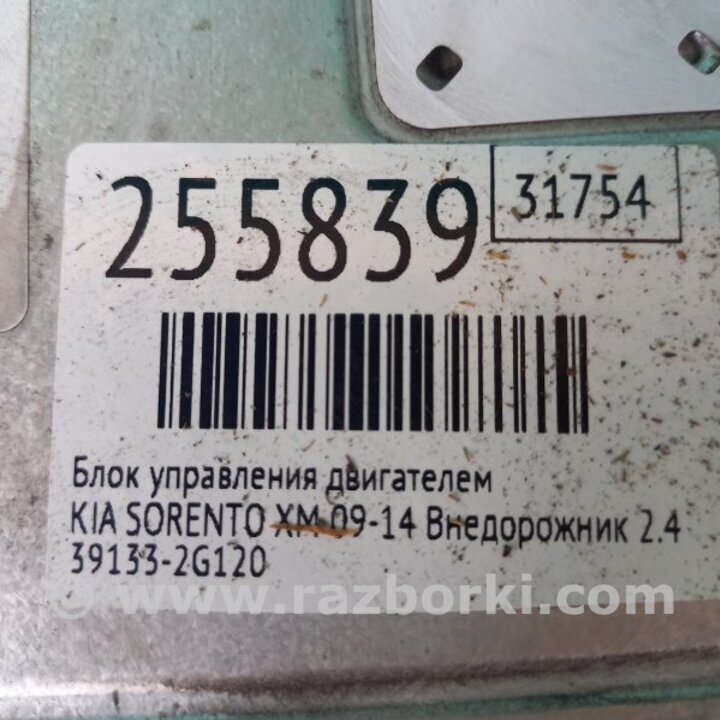 255839
31754
Блок управления двигателем
KIA SORENTO XM 09-14 Внедорожник 2.4
39133-2G120
www.razborki.com